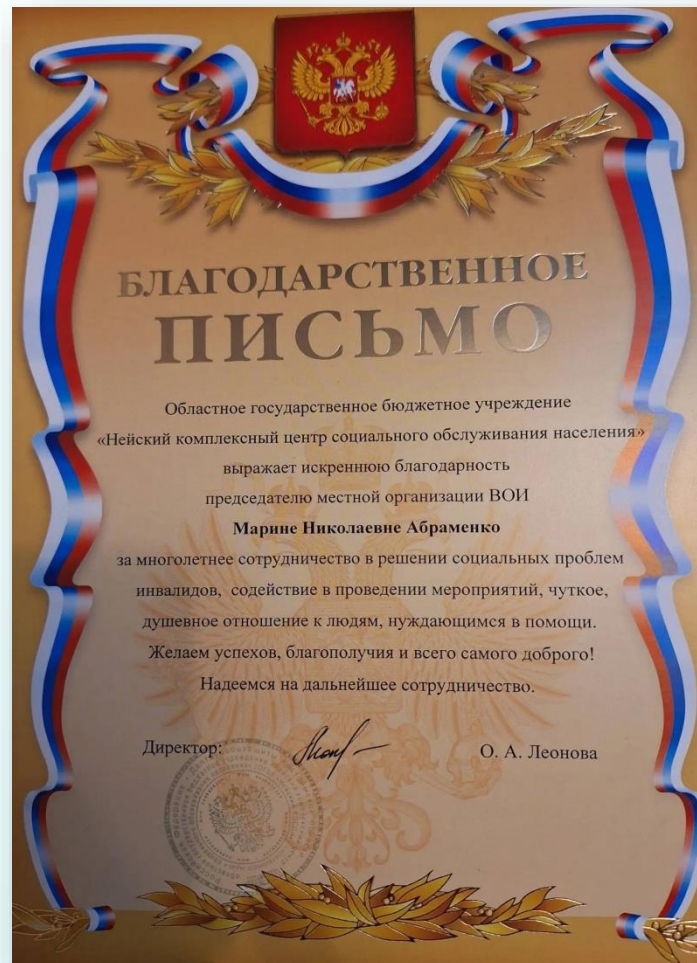 БЛАГОДАРСТВЕННОЕ
ПИСЬМО
Областное государственное бюджетное учреждение
«Нейский комплексный центр социального обслуживания населения»
выражает искреннюю благодарность
председателю местной организации ВОИ
Марине Николаевне Абраменко
за многолетнее сотрудничество в решении социальных проблем
инвалидов, содействие в проведении мероприятий, чуткое,
душевное отношение к людям, нуждающимся в помощи.
Желаем успехов, благополучия и всего самого доброго!
Надеемся на дальнейшее сотрудничество.
Директор: О. А. Леонова